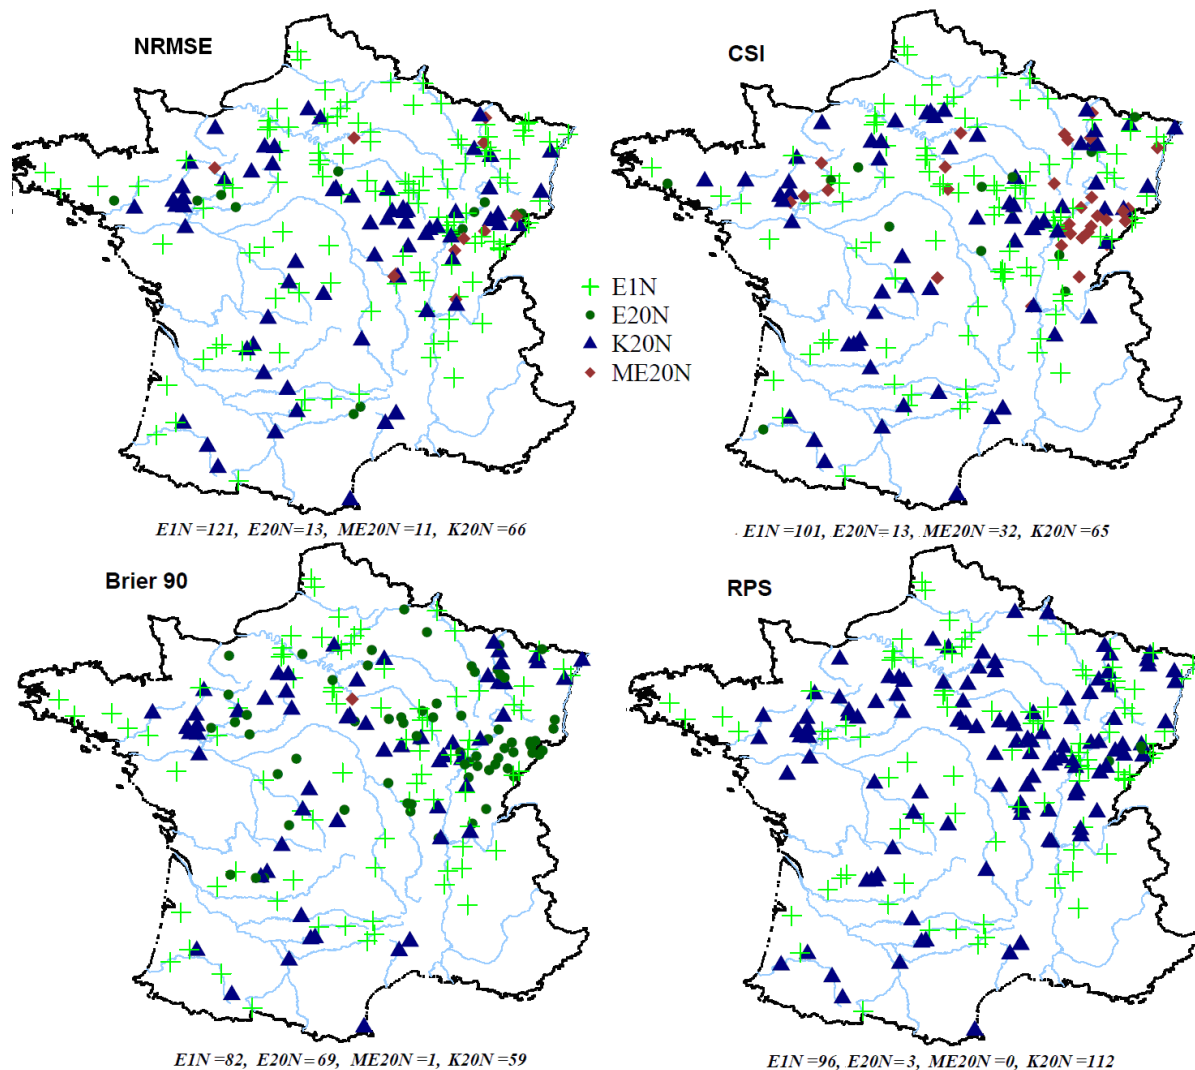 NRMSE
CSI
E1N
E20N
K20N
ME20N
E1N =121, E20N=13, ME20N =11, K20N =66
E1N =101, E20N= 13, ME20N =32, K20N =65
Brier 90
RPS
E1N =82, E20N= 69, ME20N =1, K20N =59
E1N =96, E20N= 3, ME20N =0, K20N =112